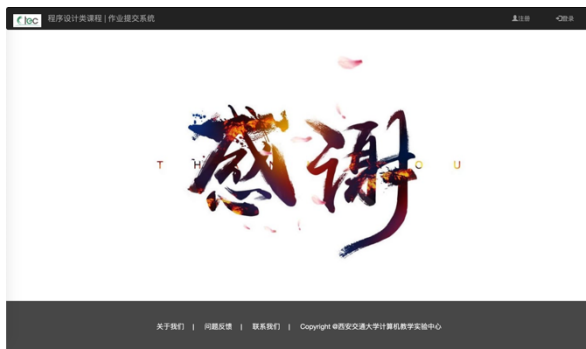 程序设计类课程 | 作业提交系统
注册
登录
感谢
T H O U
关于我们 | 问题反馈 | 联系我们 | Copyright @西安交通大学计算机教学实验中心